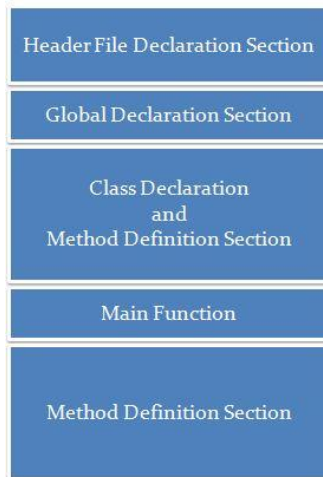 Header File Declaration Section
Global Declaration Section
Class Declaration
and
Method Definition Section
Main Function
Method Definition Section